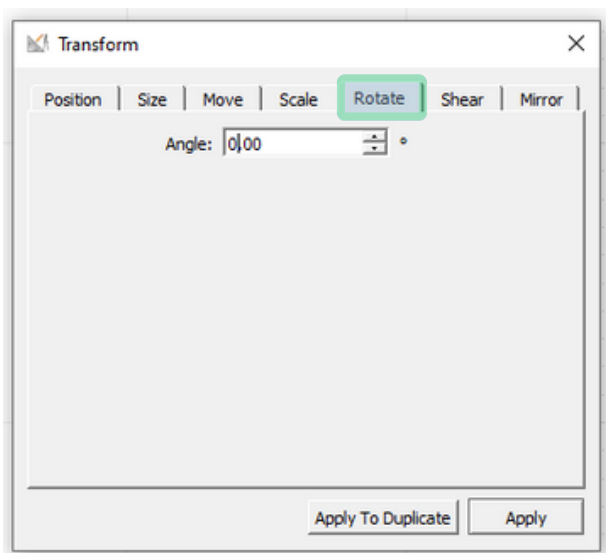 Transform
Position Size Move Scale Rotate Shear Mirror
Angle: 0,00 °
Apply To Duplicate Apply